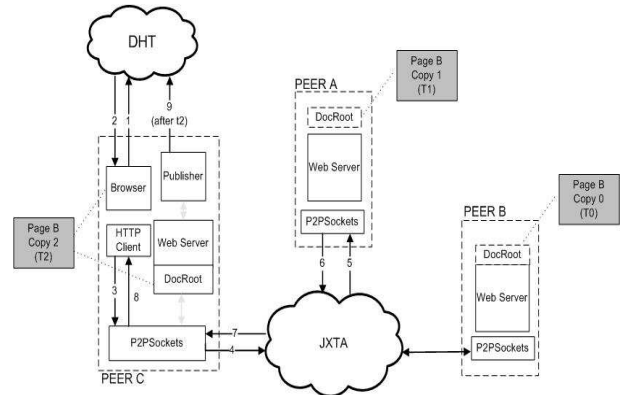 DHT
Page B
Copy 1
(T1)
PEER A
DocRoot
Web Server
P2PSockets
2
1
9
(after t2)
Browser
Publisher
Page B
Copy 2
(T2)
HTTP
Client
Web Server
DocRoot
3
8
P2PSockets
PEER C
7
4
6
5
JXTA
Page B
Copy 0
(T0)
PEER B
DocRoot
Web Server
P2PSockets